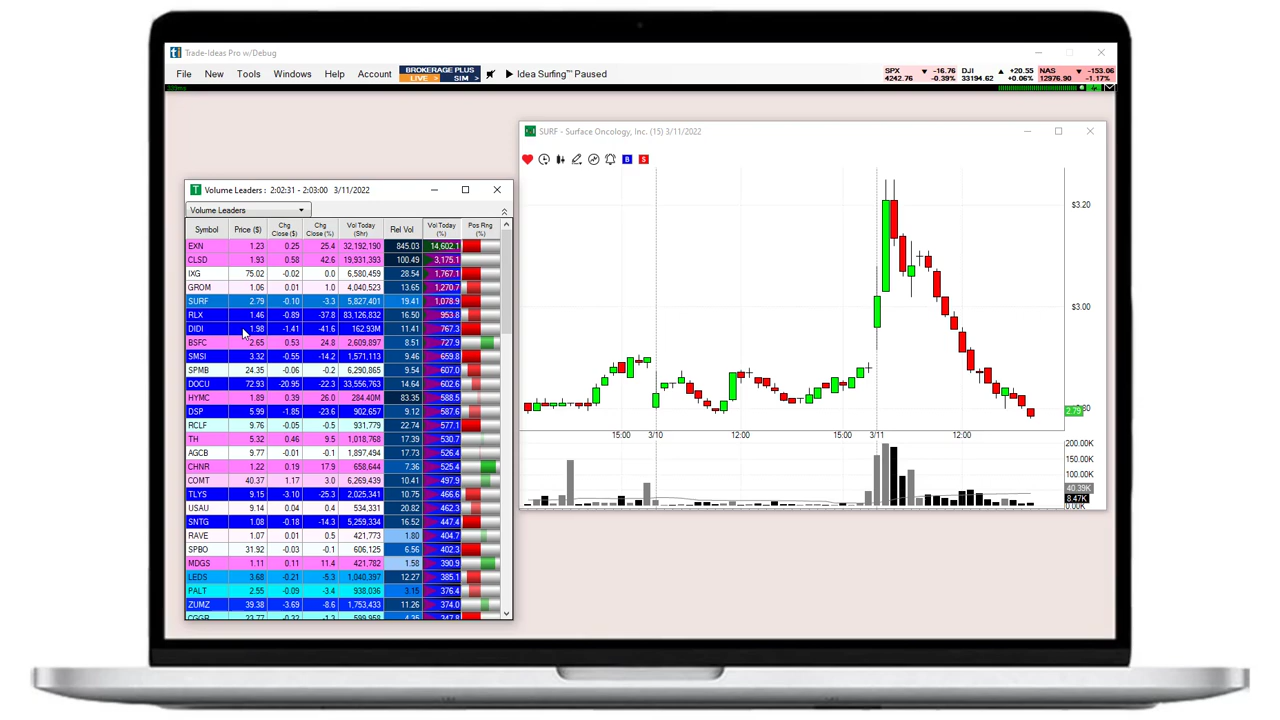 Trade-Ideas Pro w/Debug
File New Tools Windows Help Account BROKERAGE PLUS LIVE > SIM > Idea Surfing™ Paused
SPX -16.76 DJI +20.55 NAS -153.06
4242.76 -0.39% 33194.62 +0.06% 12976.90 -1.17%
SURF - Surface Oncology, Inc. (15) 3/11/2022
B S
$3.20
$3.00
2.79
15:00 3/10 12:00 15:00 3/11 12:00
200.00K
150.00K
100.00K
40.39K
8.47K
0.00K
Volume Leaders : 2:02:31 - 2:03:00 3/11/2022
Volume Leaders
Symbol Price ($) Chg Close ($) Chg Close (%) Vol Today (Shr) Rel Vol Vol Today (%) Pos Rng (%)
EXN 1.23 0.25 25.4 32,192,190 845.03 14,602.1
CLSD 1.93 0.58 42.6 19,931,393 100.49 3,175.1
IXG 75.02 -0.02 0.0 6,580,459 28.54 1,767.1
GROM 1.06 0.01 1.0 4,040,523 13.65 1,270.7
SURF 2.79 -0.10 -3.3 5,827,401 19.41 1,078.9
RLX 1.46 -0.89 -37.8 83,126,832 16.50 953.8
DIDI 1.98 -1.41 -41.6 162.93M 11.41 767.3
BSFC 2.65 0.53 24.8 2,609,897 8.51 727.9
SMSI 3.32 -0.55 -14.2 1,571,113 9.46 659.8
SPMB 24.35 -0.06 -0.2 6,290,865 9.54 607.0
DOCU 72.93 -20.95 -22.3 33,556,763 14.64 602.6
HYMC 1.89 0.39 26.0 284.40M 83.35 588.5
DSP 5.99 -1.85 -23.6 902,657 9.12 587.6
RCLF 9.76 -0.05 -0.5 931,779 22.74 577.1
TH 5.32 0.46 9.5 1,018,768 17.39 530.7
AGCB 9.77 -0.01 -0.1 1,897,494 17.73 526.4
CHNR 1.22 0.19 17.9 658,644 7.36 525.4
COMT 40.37 1.17 3.0 6,269,439 10.41 497.9
TLYS 9.15 -3.10 -25.3 2,025,341 10.75 466.6
USAU 9.14 0.04 0.4 534,331 20.82 462.3
SNTG 1.08 -0.18 -14.3 5,259,334 16.52 447.4
RAVE 1.07 0.01 0.5 421,773 1.80 404.7
SPBO 31.92 -0.03 -0.1 606,125 6.56 402.3
MDGS 1.11 0.11 11.4 421,782 1.58 390.9
LEDS 3.68 -0.21 -5.3 1,040,397 12.27 385.1
PALT 2.55 -0.09 -3.4 938,036 3.15 376.4
ZUMZ 39.38 -3.69 -8.6 1,753,433 11.26 374.0